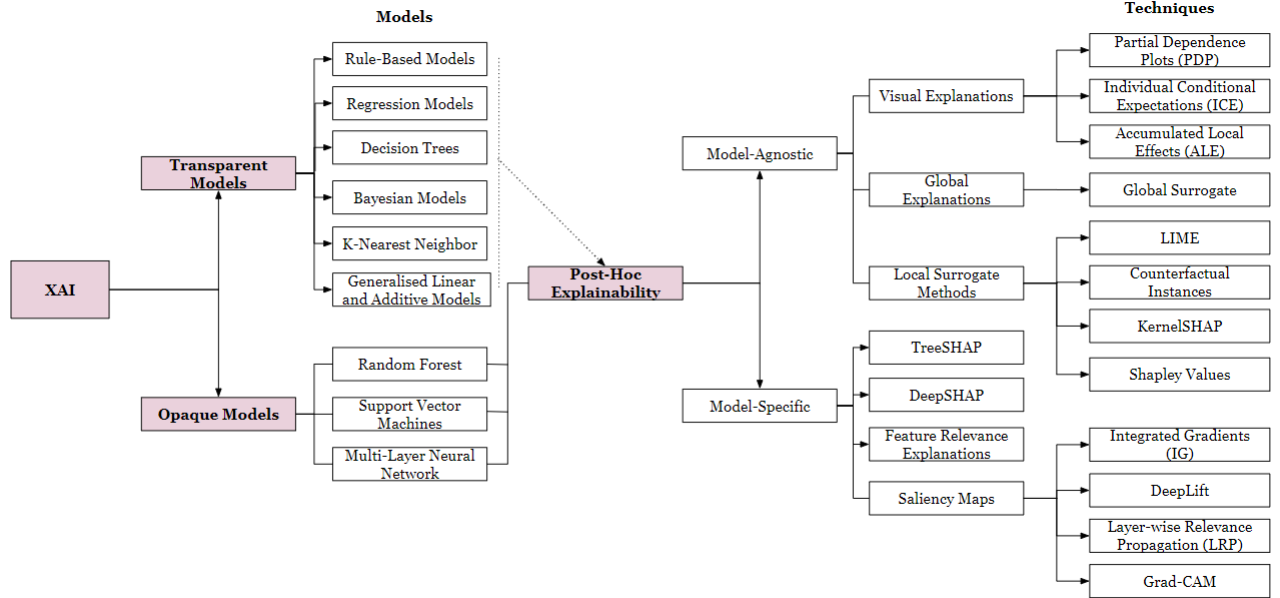 Models
Techniques
Rule-Based Models
Regression Models
Decision Trees
Bayesian Models
K-Nearest Neighbor
Generalised Linear
and Additive Models
Transparent
Models
XAI
Opaque Models
Random Forest
Support Vector
Machines
Multi-Layer Neural
Network
Post-Hoc
Explainability
Model-Agnostic
Model-Specific
Visual Explanations
Global
Explanations
Local Surrogate
Methods
TreeSHAP
DeepSHAP
Feature Relevance
Explanations
Saliency Maps
Partial Dependence
Plots (PDP)
Individual Conditional
Expectations (ICE)
Accumulated Local
Effects (ALE)
Global Surrogate
LIME
Counterfactual
Instances
KernelSHAP
Shapley Values
Integrated Gradients
(IG)
DeepLift
Layer-wise Relevance
Propagation (LRP)
Grad-CAM